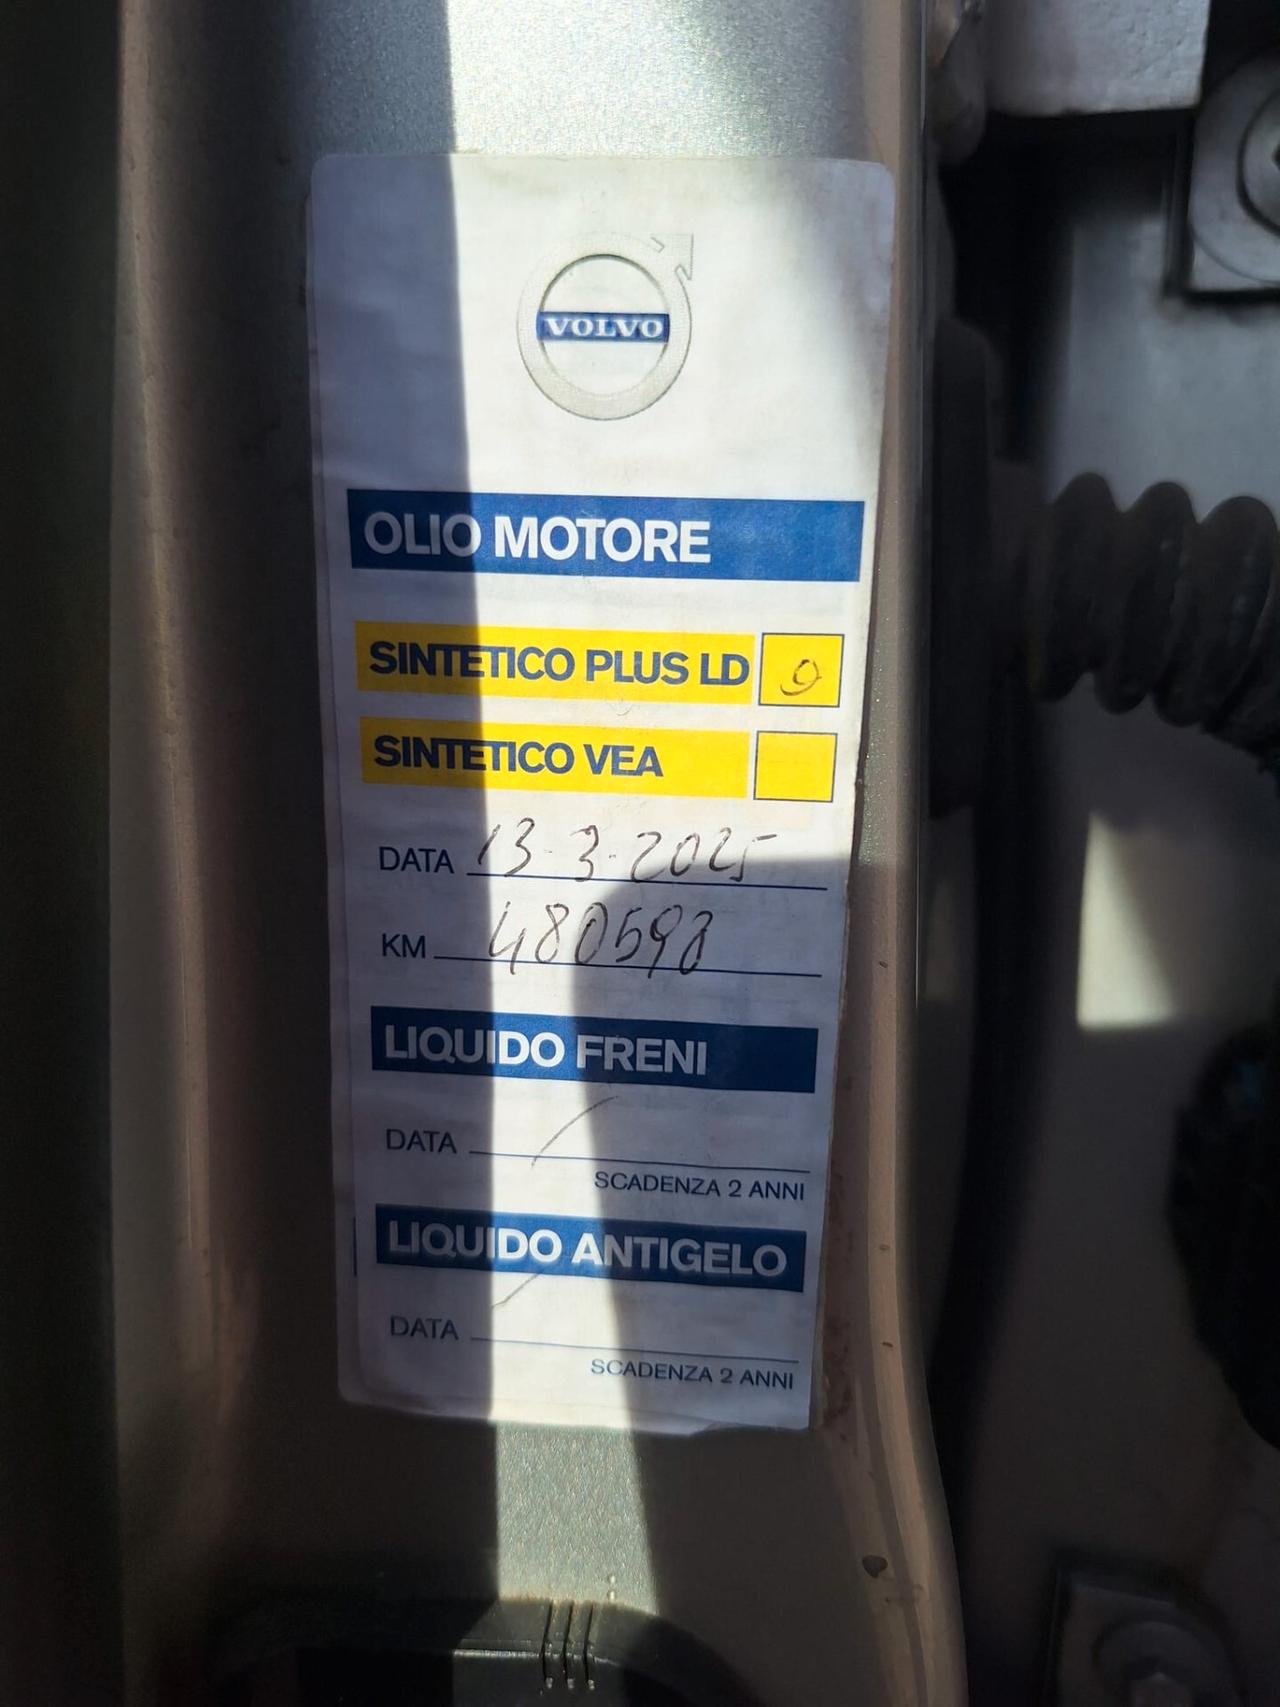 VOLVO
OLIO MOTORE
SINTETICO PLUS LD
SINTETICO VEA
DATA 13-3-2025
KM 480598
LIQUIDO FRENI
DATA
SCADENZA 2 ANNI
LIQUIDO ANTIGELO
DATA
SCADENZA 2 ANNI